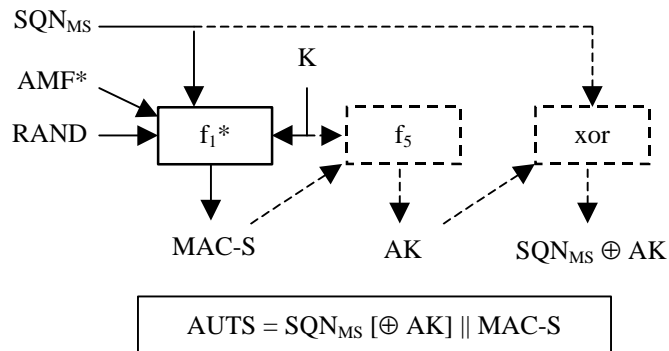 SQN_MS
K
AMF*
RAND
f₁*
f₅
xor
MAC-S
AK
SQN_MS ⊕ AK
AUTS = SQN_MS [⊕ AK] || MAC-S